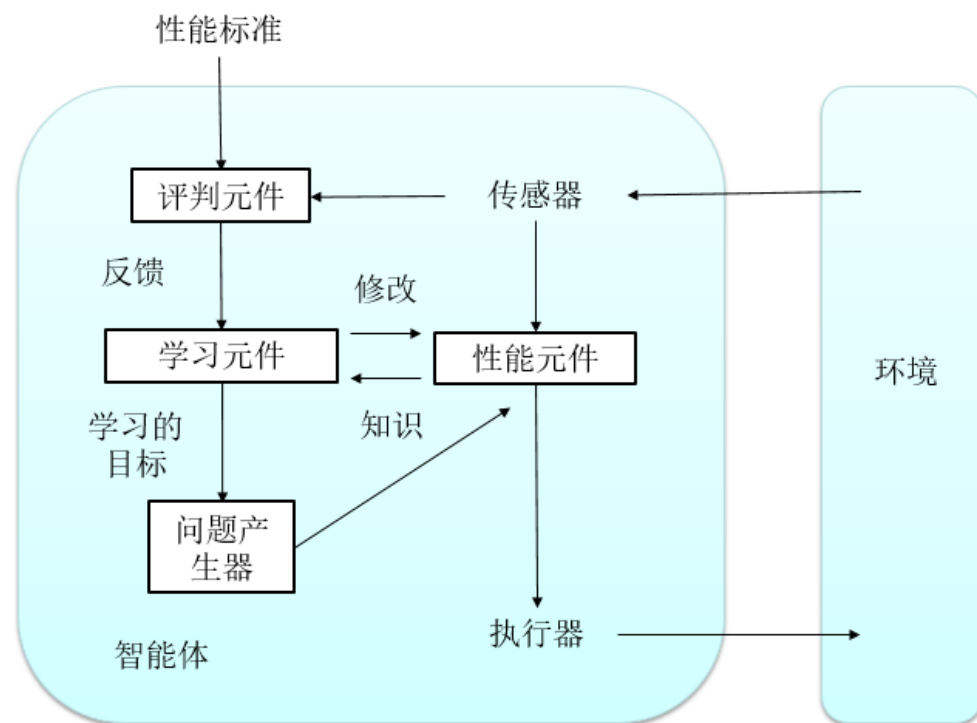 性能标准
评判元件
传感器
反馈
修改
学习元件
性能元件
环境
学习的
目标
知识
问题产
生器
执行器
智能体